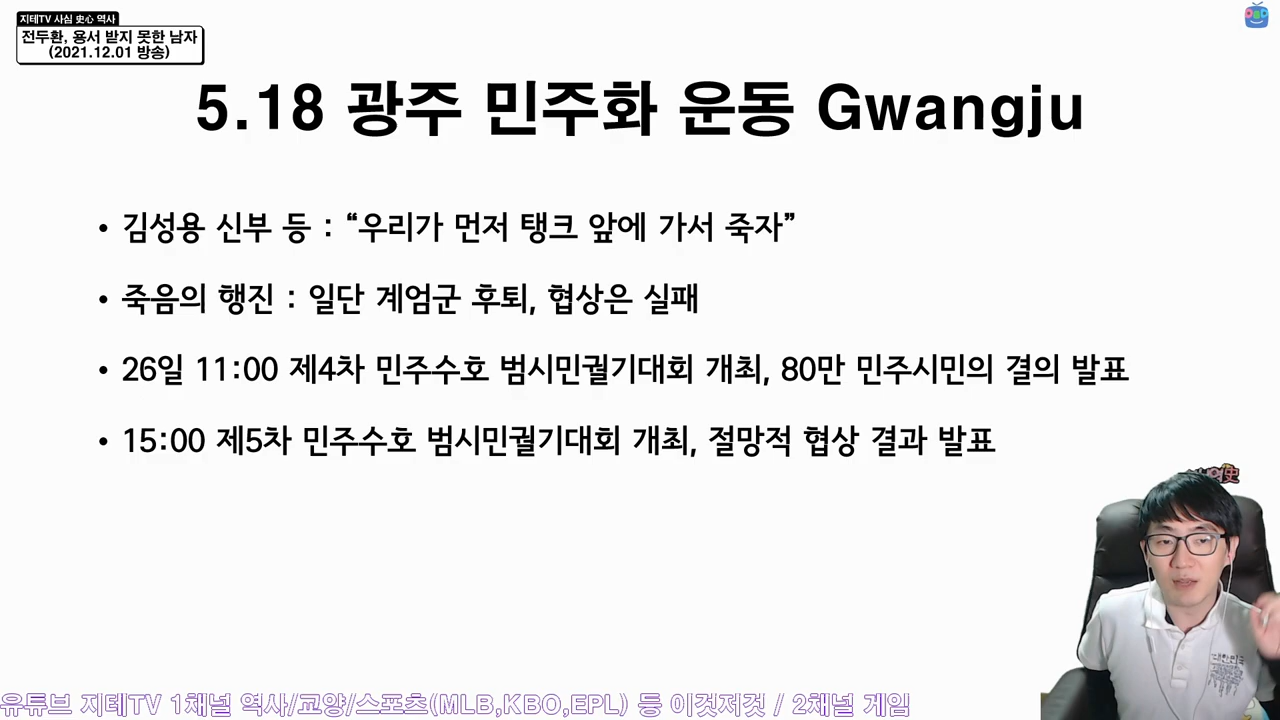 지테TV 사심 史心 역사
전두환, 용서 받지 못한 남자
(2021.12.01 방송)
5.18 광주 민주화 운동 Gwangju
• 김성용 신부 등 : “우리가 먼저 탱크 앞에 가서 죽자”
• 죽음의 행진 : 일단 계엄군 후퇴, 협상은 실패
• 26일 11:00 제4차 민주수호 범시민궐기대회 개최, 80만 민주시민의 결의 발표
• 15:00 제5차 민주수호 범시민궐기대회 개최, 절망적 협상 결과 발표
유튜브 지테TV 1채널 역사/교양/스포츠(MLB,KBO,EPL) 등 이것저것 / 2채널 게임